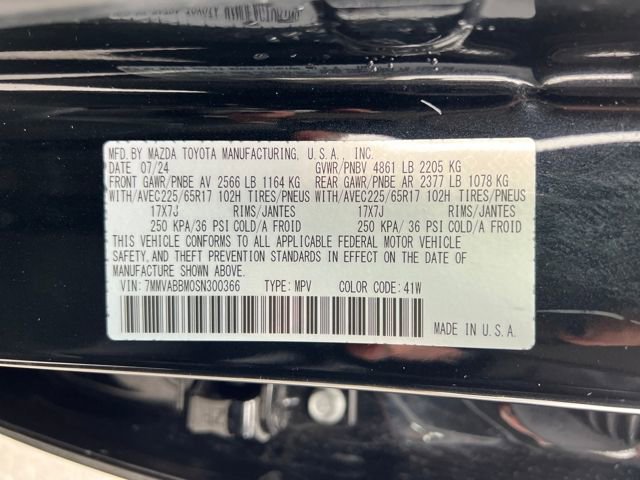 MFD. BY MAZDA TOYOTA MANUFACTURING, U.S.A., INC.
DATE 07/24 GVWR/PNBV 4861 LB 2205 KG
FRONT GAWR/PNBE AV 2566 LB 1164 KG REAR GAWR/PNBE AR 2377 LB 1078 KG
WITH/AVEC225/65R17 102H TIRES/PNEUS WITH/AVEC225/65R17 102H TIRES/PNEUS
17X7J RIMS/JANTES 17X7J RIMS/JANTES
250 KPA/36 PSI COLD/A FROID 250 KPA/36 PSI COLD/A FROID
THIS VEHICLE CONFORMS TO ALL APPLICABLE FEDERAL MOTOR VEHICLE
SAFETY, AND THEFT PREVENTION STANDARDS IN EFFECT ON THE DATE OF
MANUFACTURE SHOWN ABOVE.
VIN: 7MMVABBM0SN300366 TYPE: MPV COLOR CODE: 41W
MADE IN U.S.A.